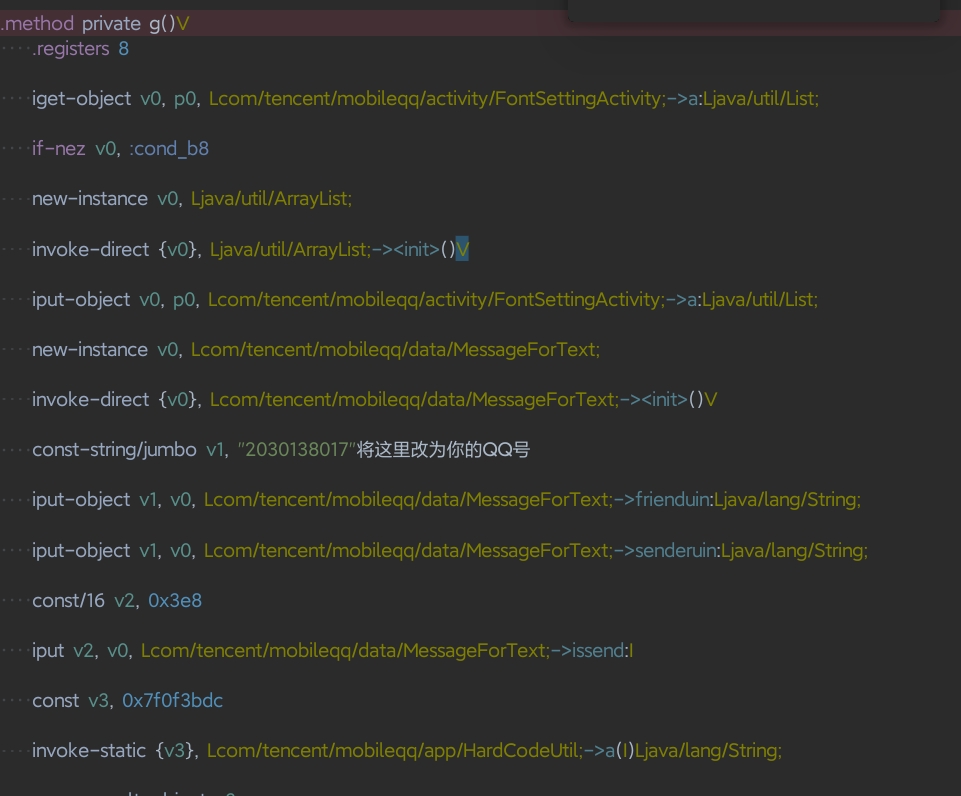 .method private g()V
.registers 8
iget-object v0, p0, Lcom/tencent/mobileqq/activity/FontSettingActivity;->a:Ljava/util/List;
if-nez v0, :cond_b8
new-instance v0, Ljava/util/ArrayList;
invoke-direct {v0}, Ljava/util/ArrayList;-><init>()V
iput-object v0, p0, Lcom/tencent/mobileqq/activity/FontSettingActivity;->a:Ljava/util/List;
new-instance v0, Lcom/tencent/mobileqq/data/MessageForText;
invoke-direct {v0}, Lcom/tencent/mobileqq/data/MessageForText;-><init>()V
const-string/jumbo v1, "2030138017"将这里改为你的QQ号
iput-object v1, v0, Lcom/tencent/mobileqq/data/MessageForText;->frienduin:Ljava/lang/String;
iput-object v1, v0, Lcom/tencent/mobileqq/data/MessageForText;->senderuin:Ljava/lang/String;
const/16 v2, 0x3e8
iput v2, v0, Lcom/tencent/mobileqq/data/MessageForText;->issend:I
const v3, 0x7f0f3bdc
invoke-static {v3}, Lcom/tencent/mobileqq/app/HardCodeUtil;->a(I)Ljava/lang/String;